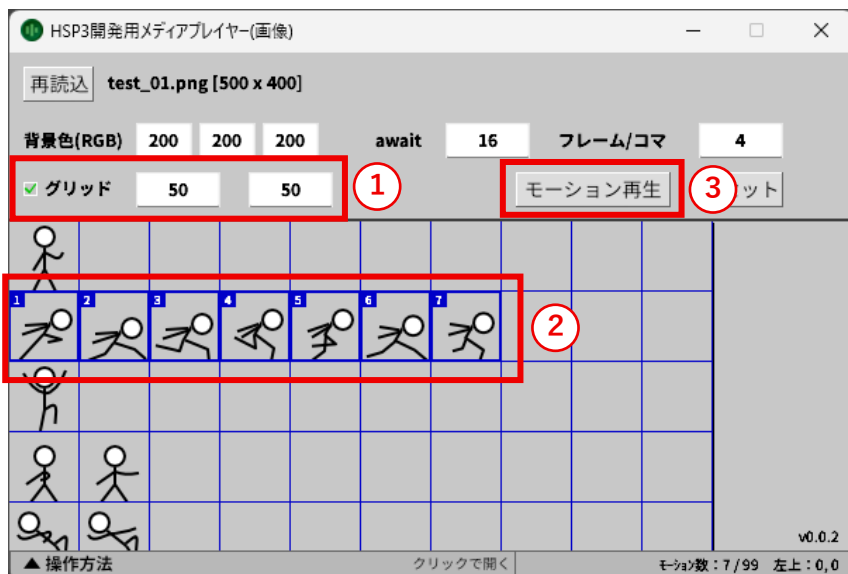 HSP3開発用メディアプレイヤー(画像)
再読込 test_01.png [500 x 400]
背景色(RGB) 200 200 200 await 16 フレーム/コマ 4
グリッド 50 50 ① モーション再生 ③ ット
1 2 3 4 5 6 7
②
v0.0.2
▲ 操作方法 クリックで開く モーション数:7/99 左上:0,0